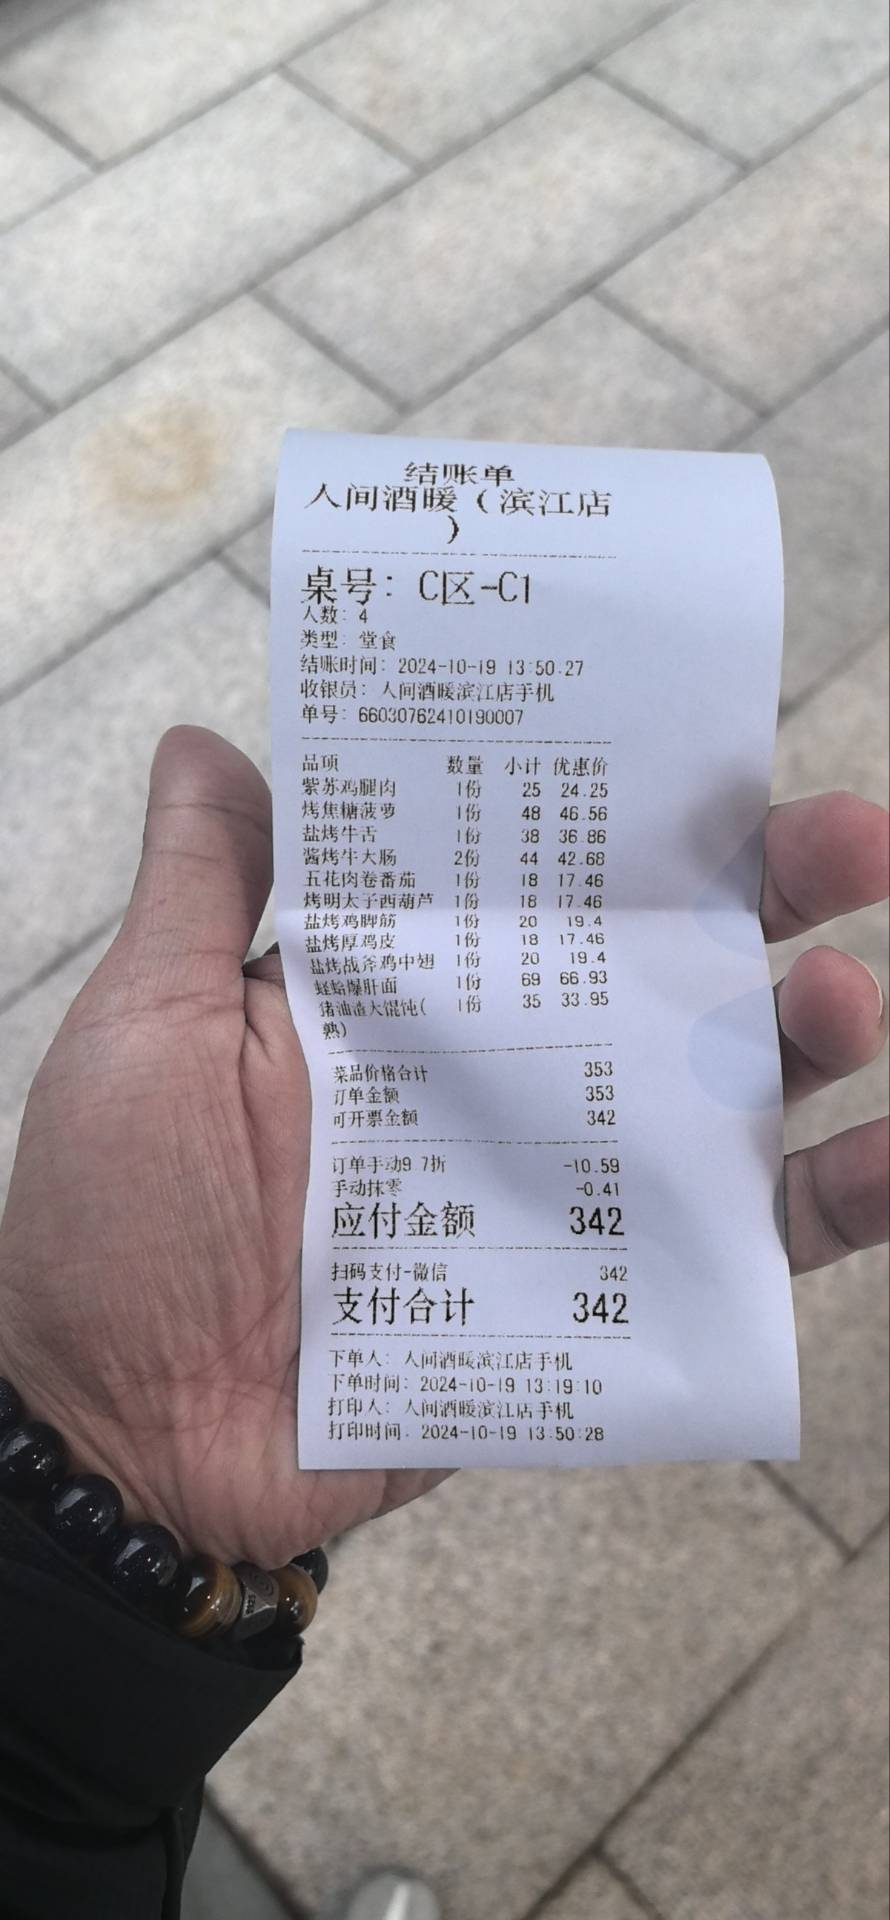 结账单
人间酒暖（滨江店
）
桌号：C区-C1
人数：4
类型：堂食
结账时间：2024-10-19 13:50:27
收银员：人间酒暖滨江店手机
单号：66030762410190007
品项 数量 小计 优惠价
紫苏鸡腿肉 1份 25 24.25
烤焦糖菠萝 1份 48 46.56
盐烤牛舌 1份 38 36.86
酱烤牛大肠 2份 44 42.68
五花肉卷番茄 1份 18 17.46
烤明太子西葫芦 1份 18 17.46
盐烤鸡脚筋 1份 20 19.4
盐烤厚鸡皮 1份 18 17.46
盐烤战斧鸡中翅 1份 20 19.4
蛏蛤爆肝面 1份 69 66.93
猪油渣大馄饨( 1份 35 33.95
熟)
菜品价格合计 353
订单金额 353
可开票金额 342
订单手动9.7折 -10.59
手动抹零 -0.41
应付金额 342
扫码支付-微信 342
支付合计 342
下单人：人间酒暖滨江店手机
下单时间：2024-10-19 13:19:10
打印人：人间酒暖滨江店手机
打印时间：2024-10-19 13:50:28